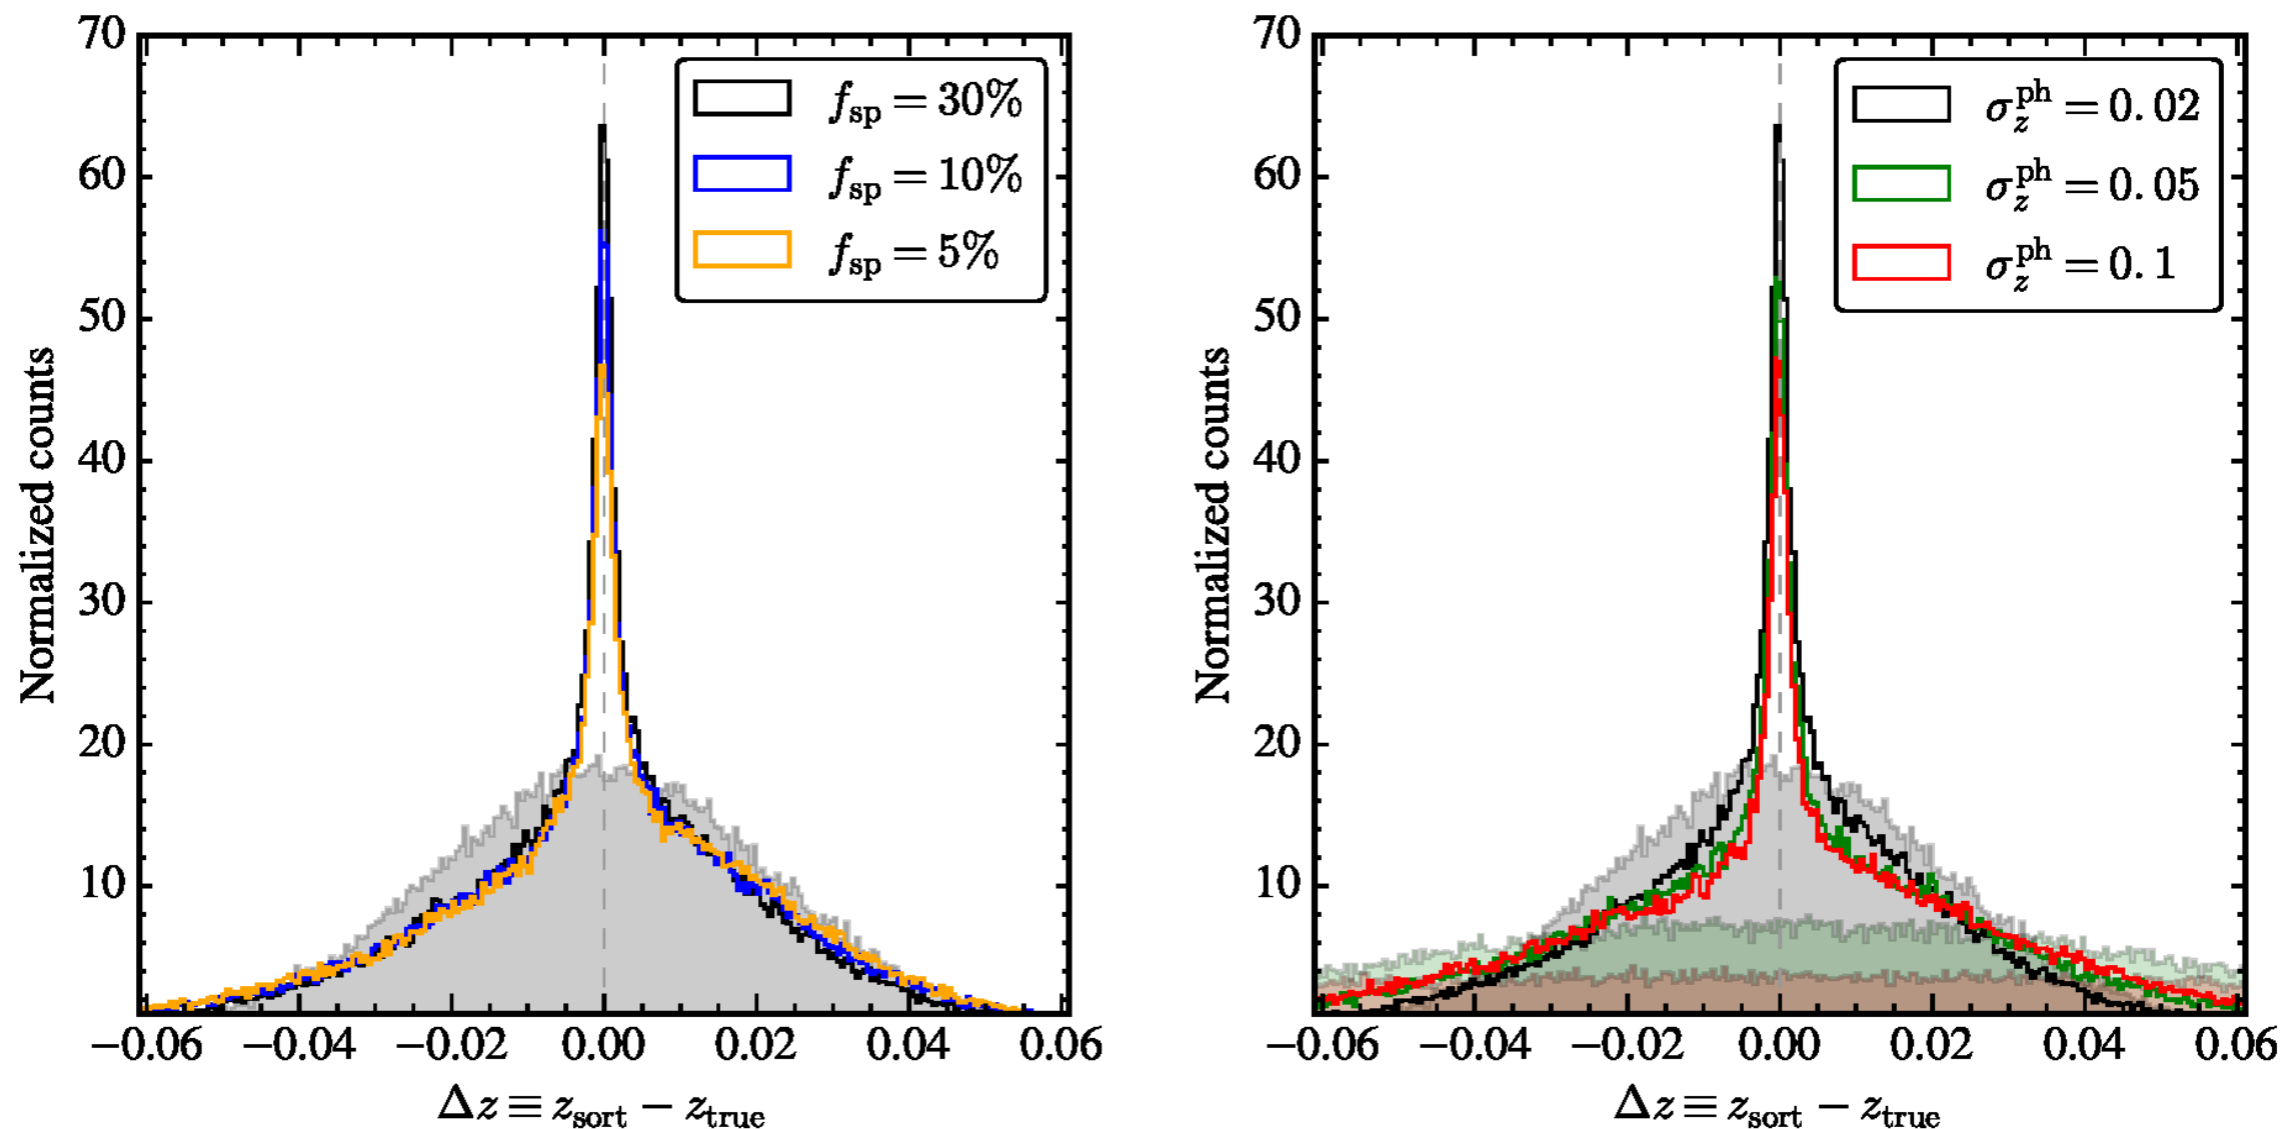 70
60
50
40
30
20
10
Normalized counts
f_sp = 30%
f_sp = 10%
f_sp = 5%
−0.06 −0.04 −0.02 0.00 0.02 0.04 0.06
Δz ≡ z_sort − z_true
70
60
50
40
30
20
10
Normalized counts
σ_z^ph = 0.02
σ_z^ph = 0.05
σ_z^ph = 0.1
−0.06 −0.04 −0.02 0.00 0.02 0.04 0.06
Δz ≡ z_sort − z_true